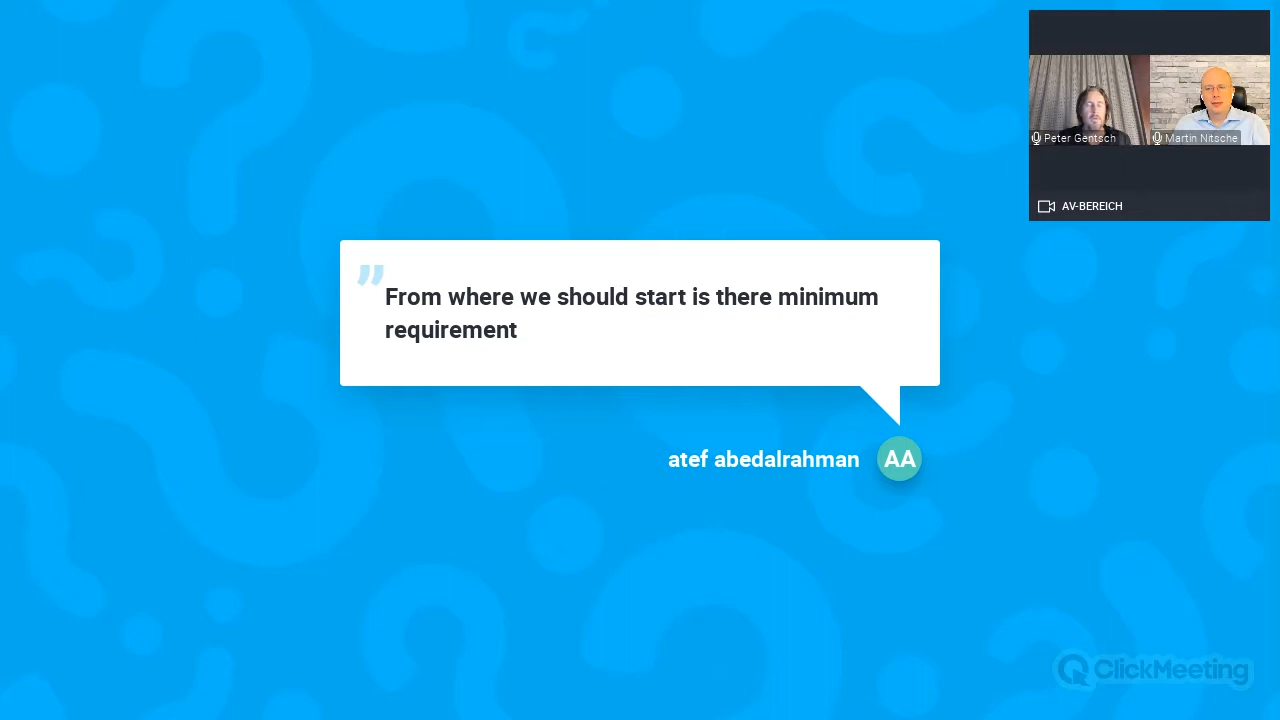 Peter Gentsch
Martin Nitsche
AV-BEREICH
"
From where we should start is there minimum
requirement
atef abedalrahman
AA
ClickMeeting